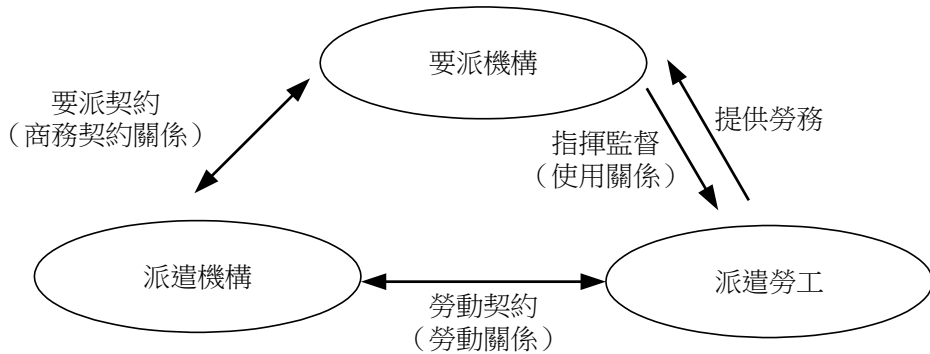 要派機構
要派契約
（商務契約關係）
提供勞務
指揮監督
（使用關係）
派遣機構
派遣勞工
勞動契約
（勞動關係）